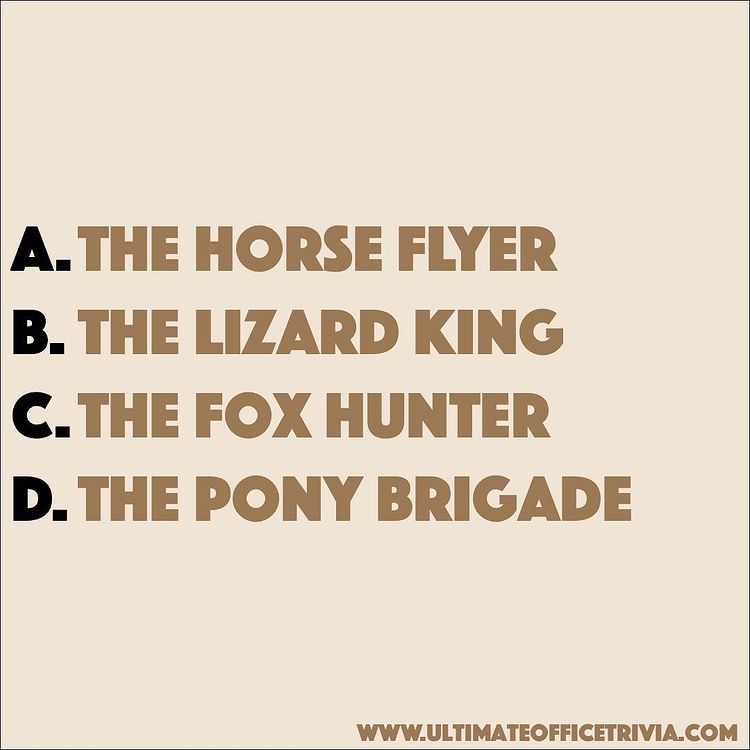 A. THE HORSE FLYER
B. THE LIZARD KING
C. THE FOX HUNTER
D. THE PONY BRIGADE
WWW.ULTIMATEOFFICETRIVIA.COM